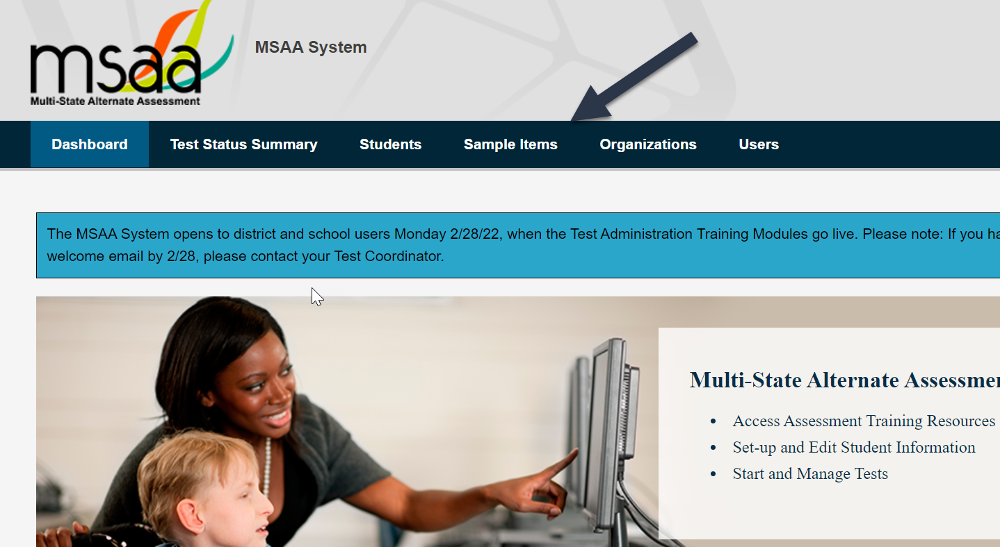 msaa
Multi-State Alternate Assessment
MSAA System
Dashboard Test Status Summary Students Sample Items Organizations Users
The MSAA System opens to district and school users Monday 2/28/22, when the Test Administration Training Modules go live. Please note: If you
welcome email by 2/28, please contact your Test Coordinator.
Multi-State Alternate
• Access Assessment Training Resources
• Set-up and Edit Student Information
• Start and Manage Tests